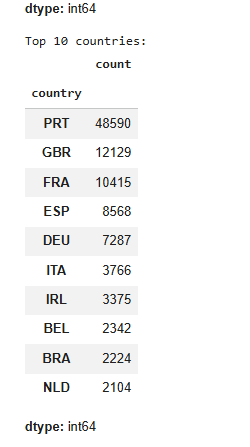 dtype: int64
Top 10 countries:
count
country
PRT 48590
GBR 12129
FRA 10415
ESP 8568
DEU 7287
ITA 3766
IRL 3375
BEL 2342
BRA 2224
NLD 2104
dtype: int64